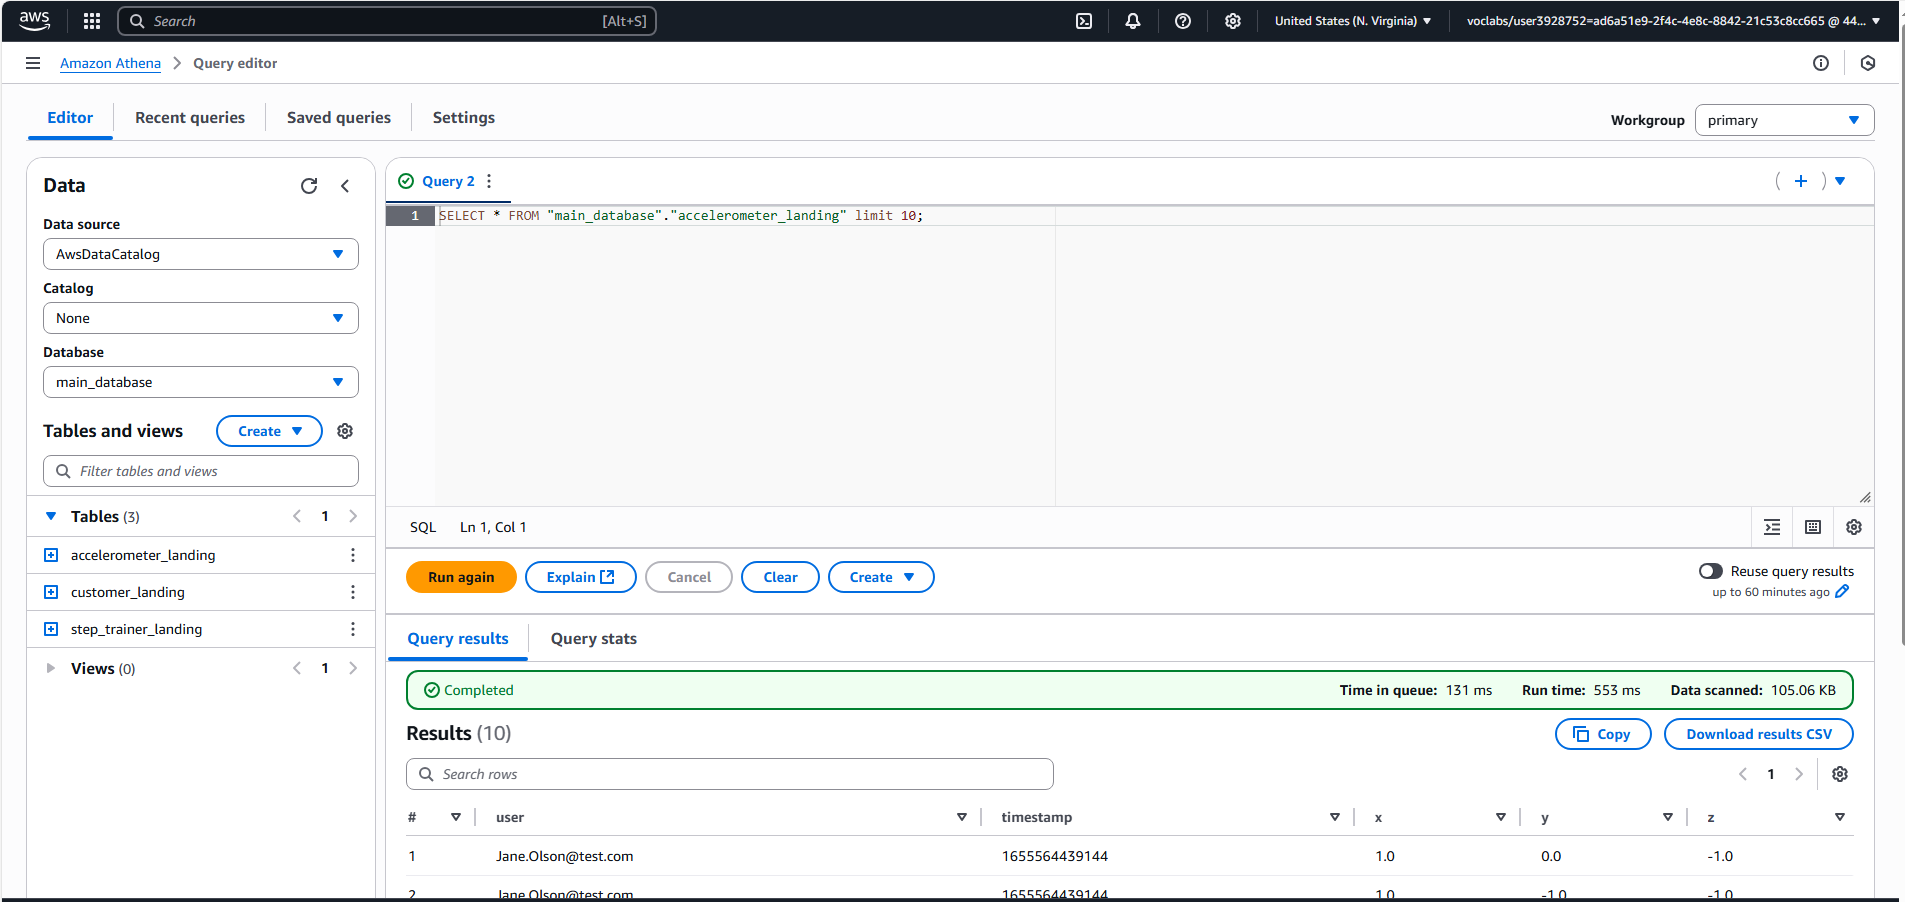 aws Search [Alt+S] United States (N. Virginia) voclabs/user3928752=ad6a51e9-2f4c-4e8c-8842-21c53c8cc665 @ 44...
Amazon Athena Query editor
Editor Recent queries Saved queries Settings
Workgroup primary
Data
Data source
AwsDataCatalog
Catalog
None
Database
main_database
Tables and views Create
Filter tables and views
Tables (3) 1
accelerometer_landing
customer_landing
step_trainer_landing
Views (0) 1
Query 2
1 SELECT * FROM "main_database"."accelerometer_landing" limit 10;
SQL Ln 1, Col 1
Run again Explain Cancel Clear Create
Reuse query results
up to 60 minutes ago
Query results Query stats
Completed Time in queue: 131 ms Run time: 553 ms Data scanned: 105.06 KB
Results (10) Copy Download results CSV
Search rows 1
# user timestamp x y z
1 Jane.Olson@test.com 1655564439144 1.0 0.0 -1.0
2 Jane.Olson@test.com 1655564439144 1.0 -1.0 -1.0